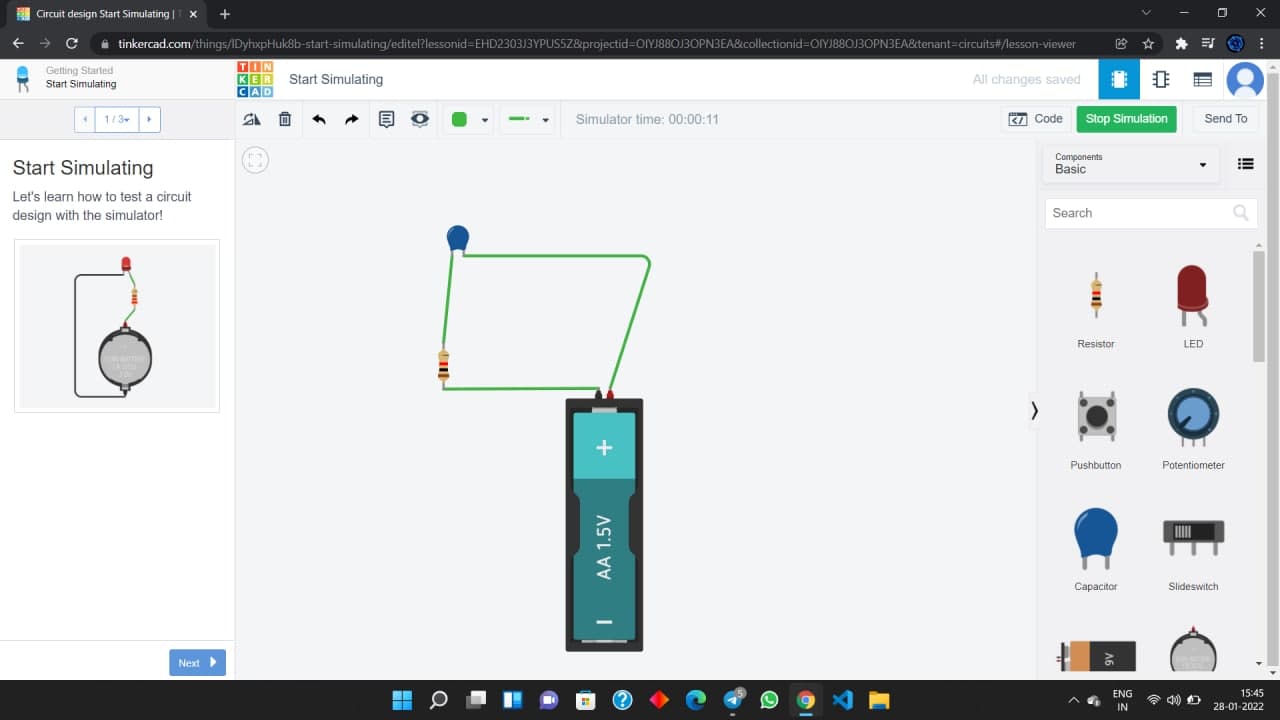 Circuit design Start Simulating | T
tinkercad.com/things/lDyhxpHuk8b-start-simulating/editel?lessonid=EHD2303J3YPUS5Z&projectid=OIYJ88OJ3OPN3EA&collectionid=OIYJ88OJ3OPN3EA&tenant=circuits#/lesson-viewer
Getting Started
Start Simulating
TIN
KER
CAD
Start Simulating
All changes saved
1 / 3
Simulator time: 00:00:11
Code
Stop Simulation
Send To
Start Simulating
Let's learn how to test a circuit
design with the simulator!
Components
Basic
Search
Resistor
LED
Pushbutton
Potentiometer
Capacitor
Slideswitch
9V
+
AA 1.5V
Next
5
ENG
IN
15:45
28-01-2022